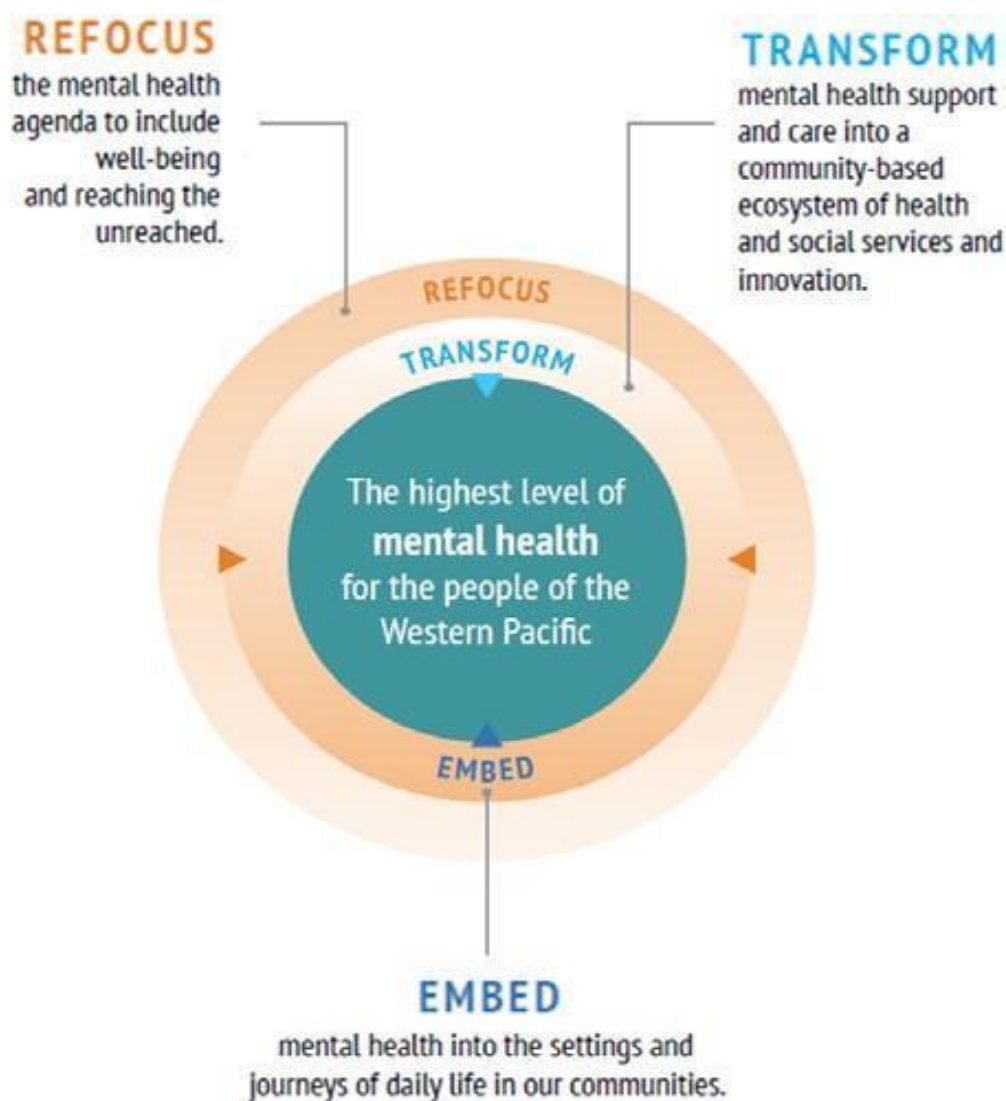 REFOCUS
the mental health
agenda to include
well-being
and reaching the
unreached.
TRANSFORM
mental health support
and care into a
community-based
ecosystem of health
and social services and
innovation.
REFOCUS
TRANSFORM
The highest level of
mental health
for the people of the
Western Pacific
EMBED
EMBED
mental health into the settings and
journeys of daily life in our communities.